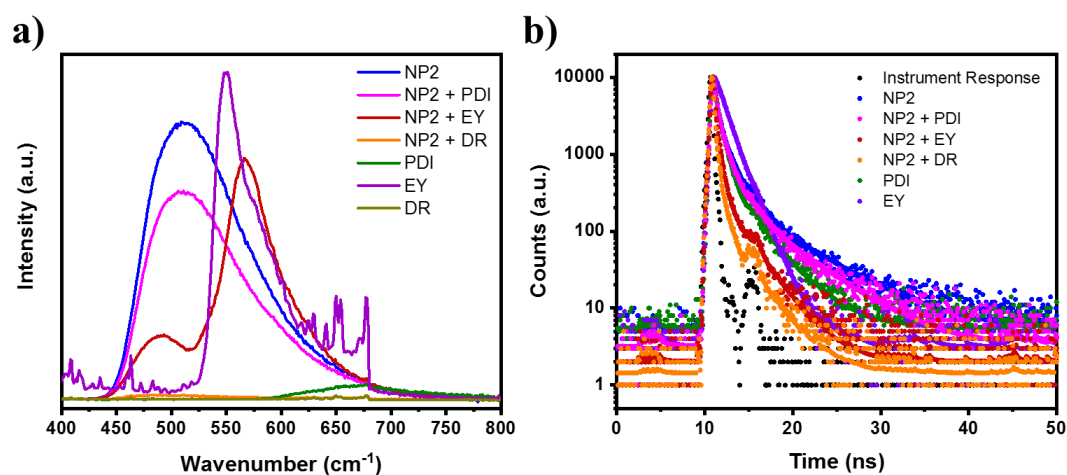 a)
Intensity (a.u.)
NP2
NP2 + PDI
NP2 + EY
NP2 + DR
PDI
EY
DR
400 450 500 550 600 650 700 750 800
Wavenumber (cm⁻¹)
b)
Counts (a.u.)
10000
1000
100
10
1
Instrument Response
NP2
NP2 + PDI
NP2 + EY
NP2 + DR
PDI
EY
0 10 20 30 40 50
Time (ns)